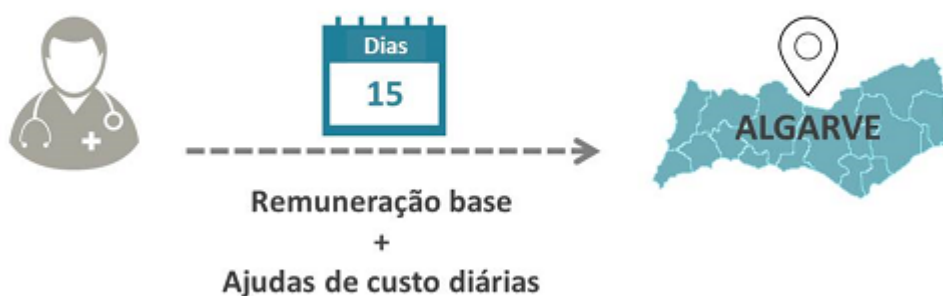 Dias
15
ALGARVE
Remuneração base
+
Ajudas de custo diárias